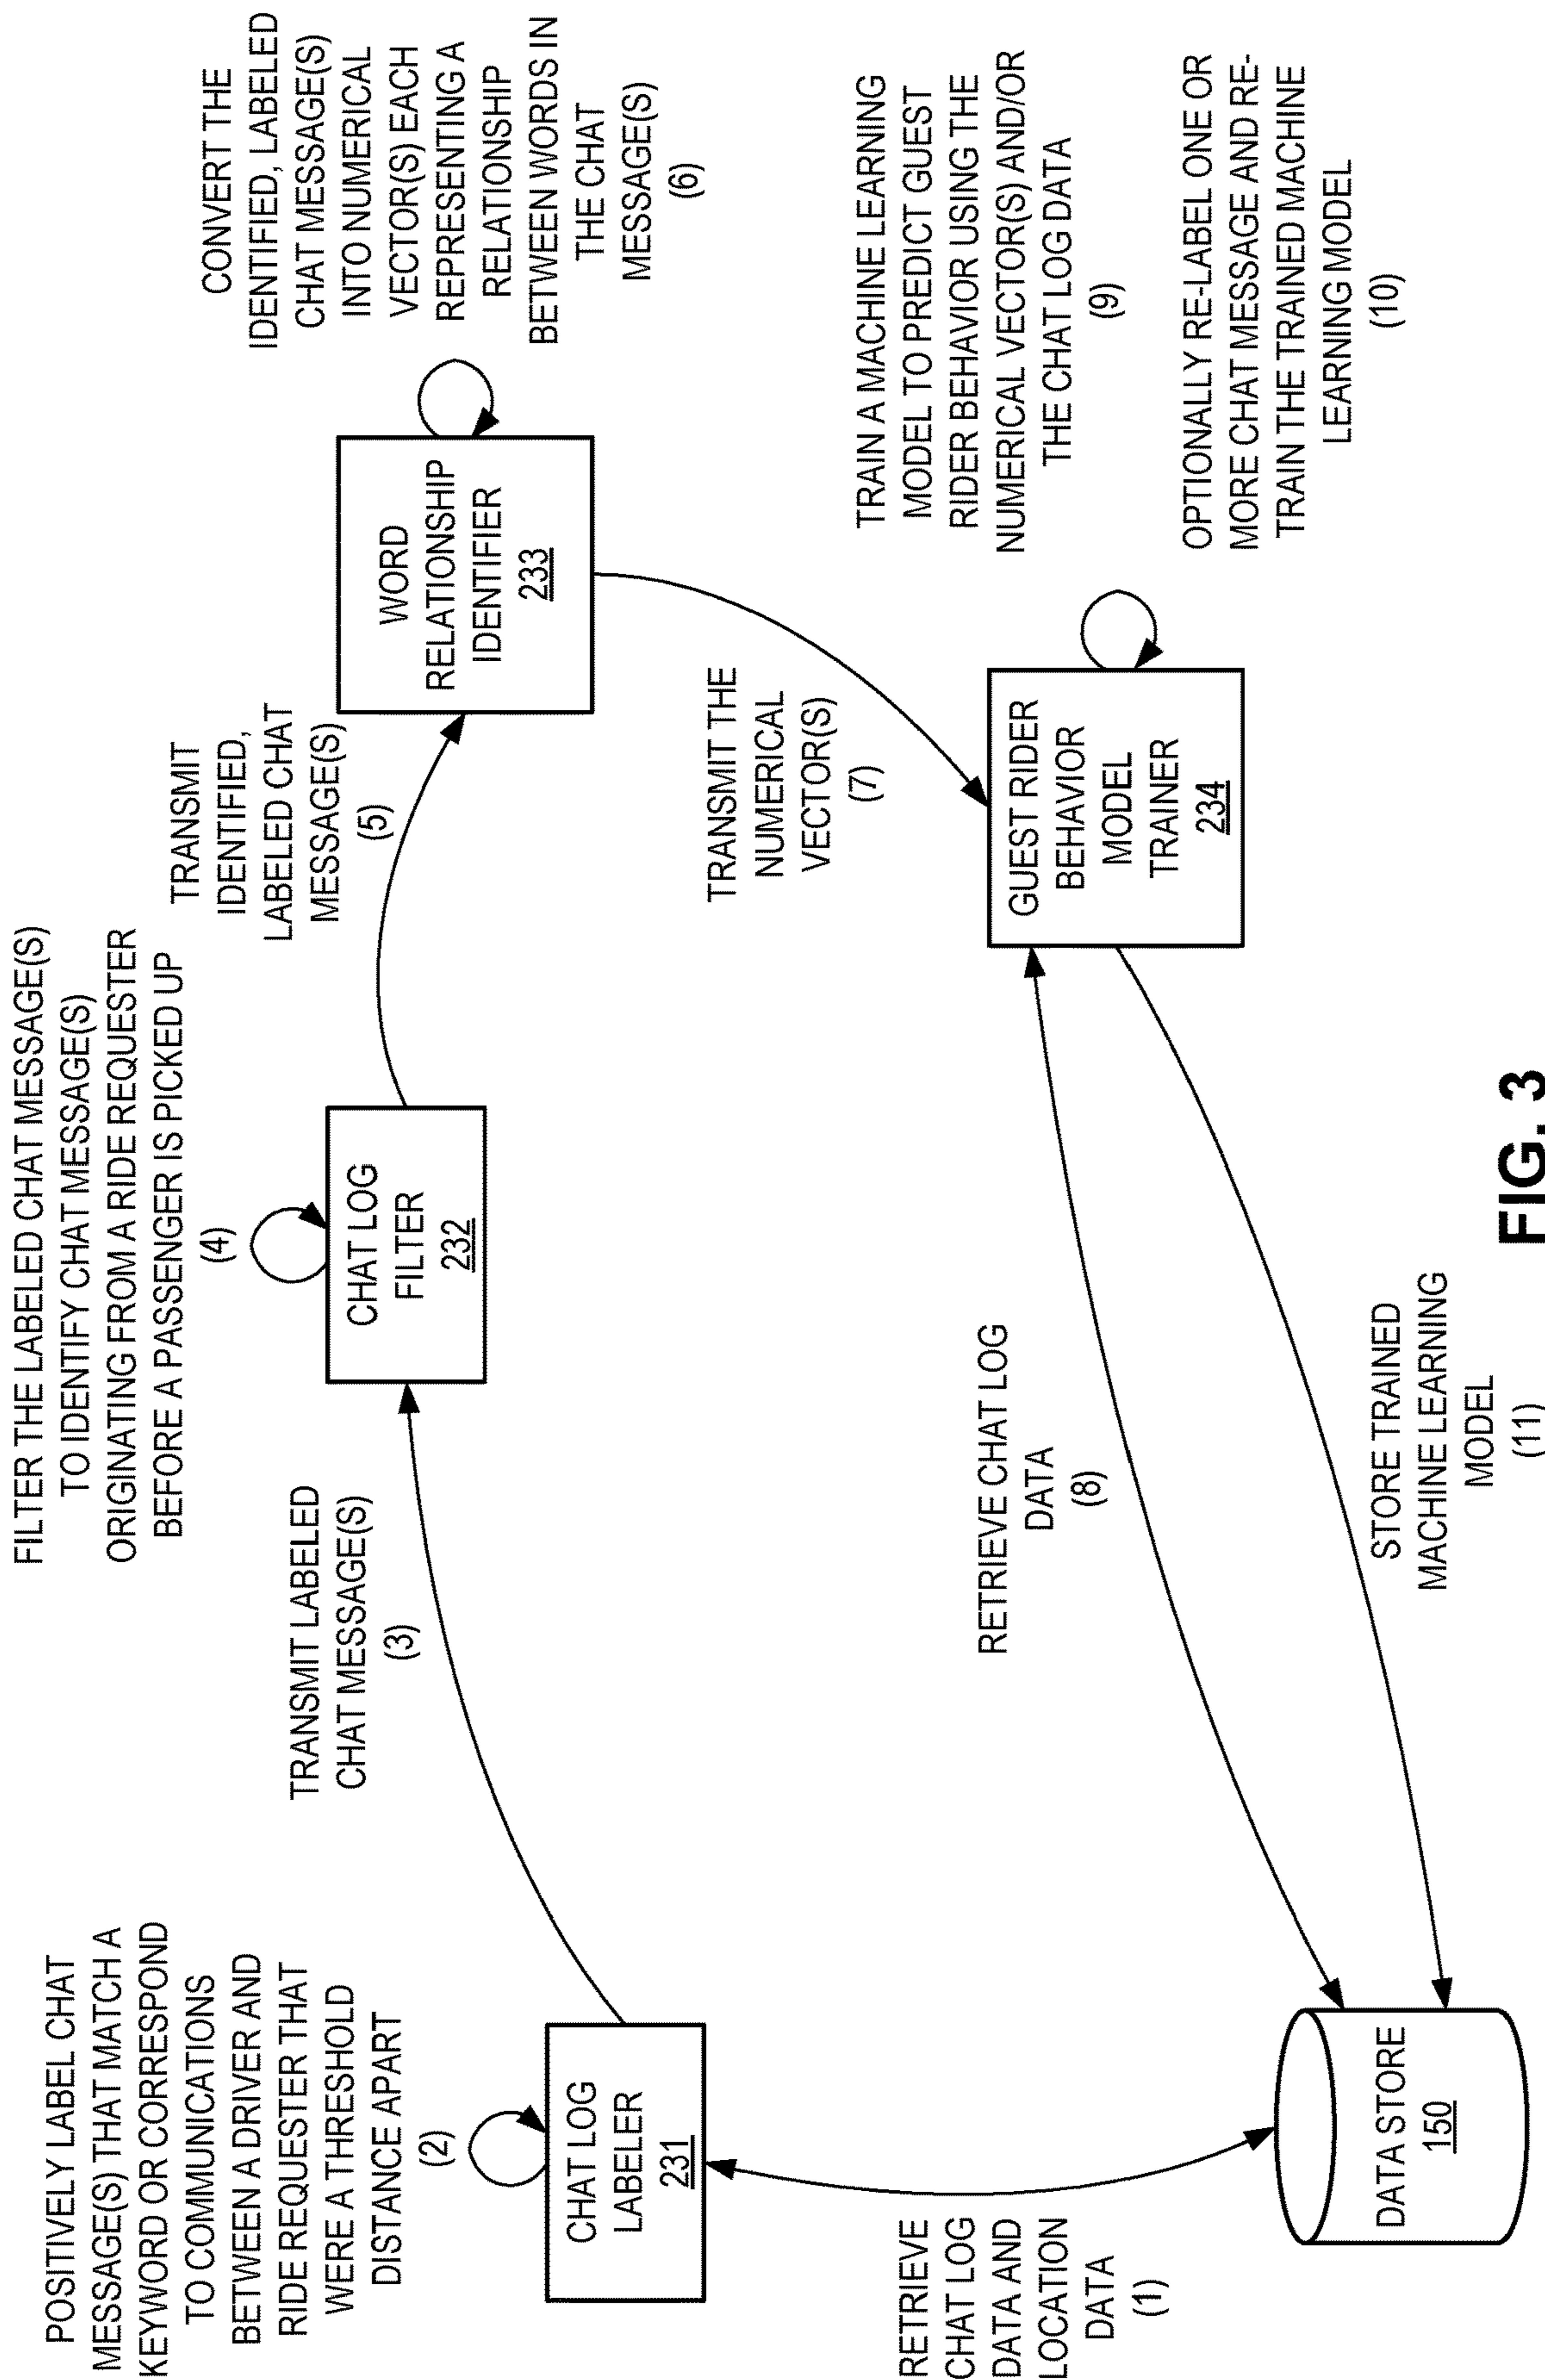 POSITIVELY LABEL CHAT
MESSAGE(S) THAT MATCH A
KEYWORD OR CORRESPOND
TO COMMUNICATIONS
BETWEEN A DRIVER AND
RIDE REQUESTER THAT
WERE A THRESHOLD
DISTANCE APART
(2)
CHAT LOG
LABELER
231
RETRIEVE
CHAT LOG
DATA AND
LOCATION
DATA
(1)
DATA STORE
150
TRANSMIT LABELED
CHAT MESSAGE(S)
(3)
FILTER THE LABELED CHAT MESSAGE(S)
TO IDENTIFY CHAT MESSAGE(S)
ORIGINATING FROM A RIDE REQUESTER
BEFORE A PASSENGER IS PICKED UP
(4)
CHAT LOG
FILTER
232
TRANSMIT
IDENTIFIED,
LABELED CHAT
MESSAGE(S)
(5)
WORD
RELATIONSHIP
IDENTIFIER
233
CONVERT THE
IDENTIFIED, LABELED
CHAT MESSAGE(S)
INTO NUMERICAL
VECTOR(S) EACH
REPRESENTING A
RELATIONSHIP
BETWEEN WORDS IN
THE CHAT
MESSAGE(S)
(6)
TRANSMIT THE
NUMERICAL
VECTOR(S)
(7)
GUEST RIDER
BEHAVIOR
MODEL
TRAINER
234
RETRIEVE CHAT LOG
DATA
(8)
TRAIN A MACHINE LEARNING
MODEL TO PREDICT GUEST
RIDER BEHAVIOR USING THE
NUMERICAL VECTOR(S) AND/OR
THE CHAT LOG DATA
(9)
OPTIONALLY RE-LABEL ONE OR
MORE CHAT MESSAGE AND RE-
TRAIN THE TRAINED MACHINE
LEARNING MODEL
(10)
STORE TRAINED
MACHINE LEARNING
MODEL
(11)
FIG. 3